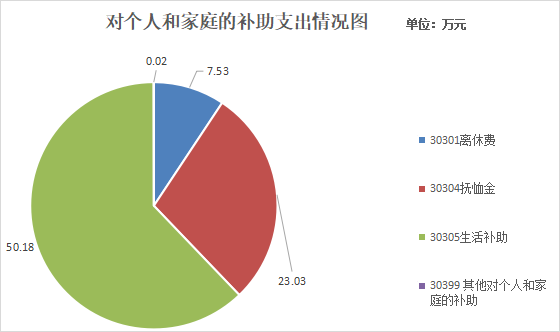 对个人和家庭的补助支出情况图 单位：万元
0.02
7.53
30301离休费
30304抚恤金
30305生活补助
50.18
23.03
30399 其他对个人和家
庭的补助